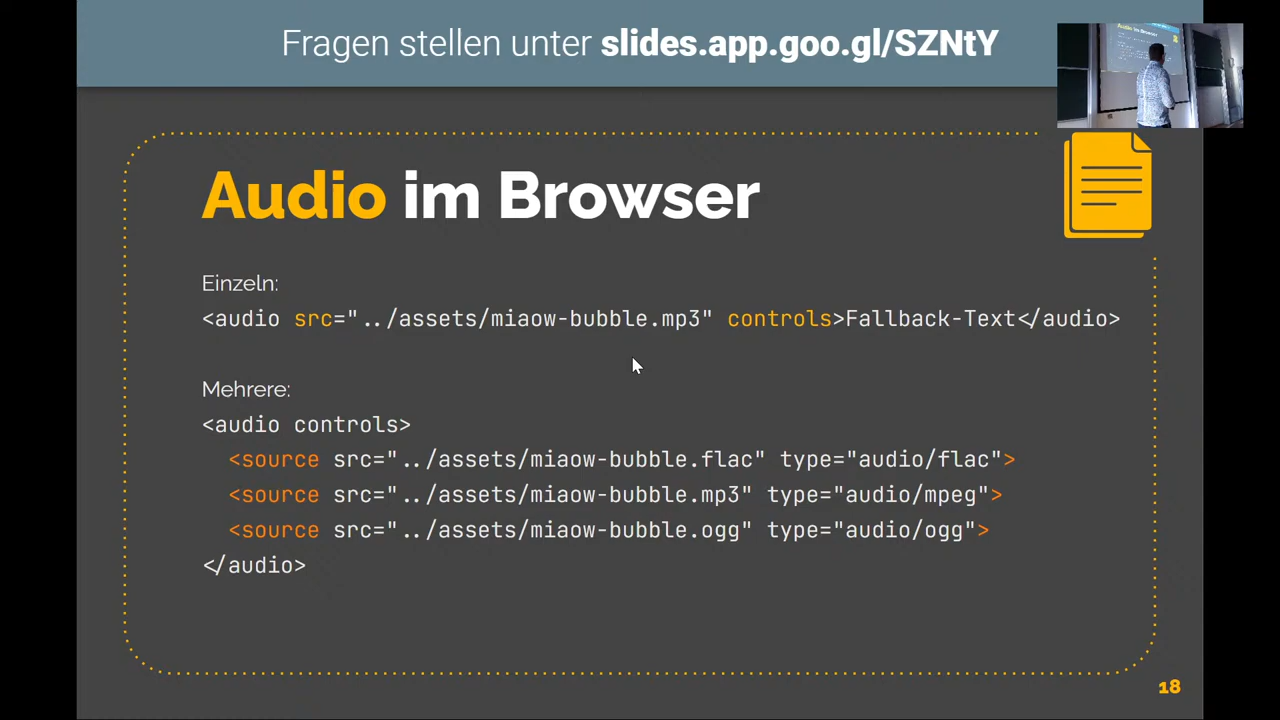 Fragen stellen unter slides.app.goo.gl/SZNtY
Audio im Browser
Einzeln:
<audio src="../assets/miaow-bubble.mp3" controls>Fallback-Text</audio>
Mehrere:
<audio controls>
<source src="../assets/miaow-bubble.flac" type="audio/flac">
<source src="../assets/miaow-bubble.mp3" type="audio/mpeg">
<source src="../assets/miaow-bubble.ogg" type="audio/ogg">
</audio>
18